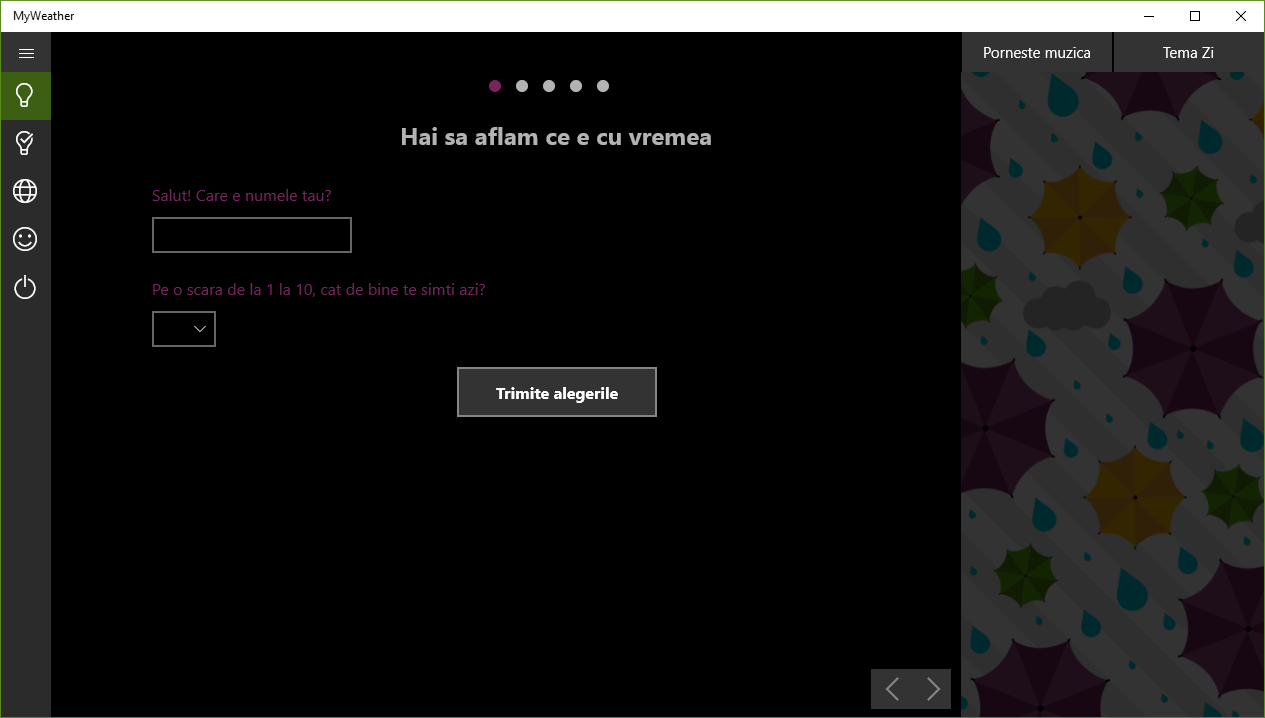 MyWeather
Porneste muzica
Tema Zi
Hai sa aflam ce e cu vremea
Salut! Care e numele tau?
Pe o scara de la 1 la 10, cat de bine te simti azi?
Trimite alegerile